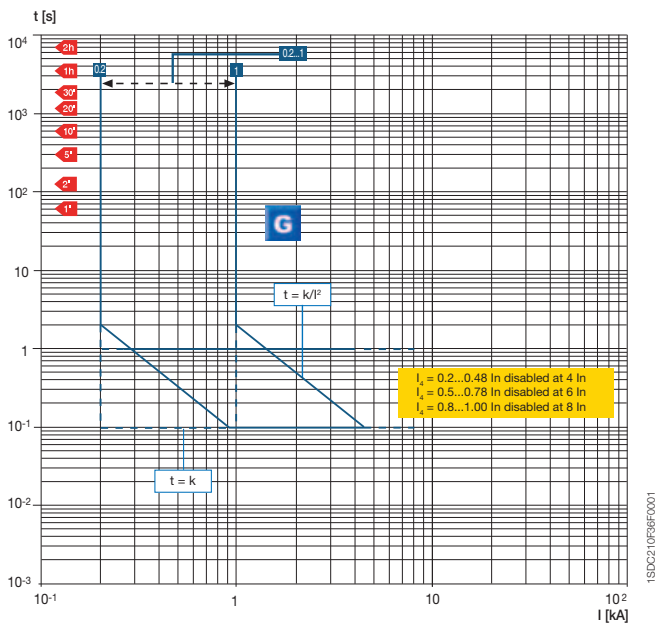 t [s]
10⁴
2h
0.2...1
1h
0.2
1
30'
20'
10³
10'
5'
2'
10²
1'
G
10
t = k/I²
1
I₄ = 0.2...0.48 In disabled at 4 In
I₄ = 0.5...0.78 In disabled at 6 In
I₄ = 0.8...1.00 In disabled at 8 In
10⁻¹
t = k
10⁻²
10⁻³
10⁻¹
1
10
10²
I [kA]
1SDC210F36F0001